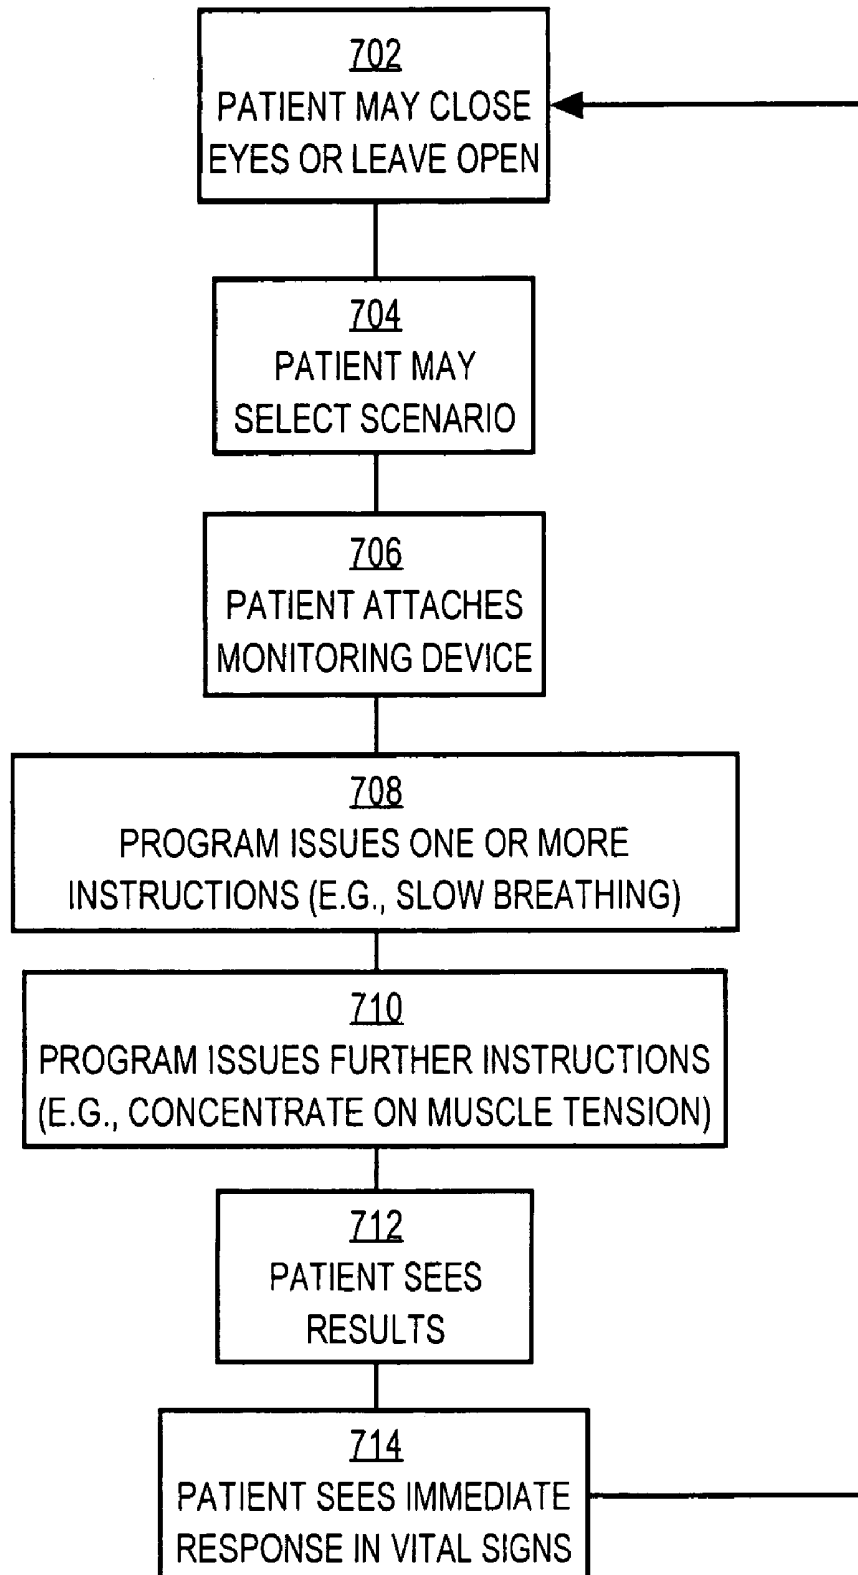 702
PATIENT MAY CLOSE
EYES OR LEAVE OPEN
704
PATIENT MAY
SELECT SCENARIO
706
PATIENT ATTACHES
MONITORING DEVICE
708
PROGRAM ISSUES ONE OR MORE
INSTRUCTIONS (E.G., SLOW BREATHING)
710
PROGRAM ISSUES FURTHER INSTRUCTIONS
(E.G., CONCENTRATE ON MUSCLE TENSION)
712
PATIENT SEES
RESULTS
714
PATIENT SEES IMMEDIATE
RESPONSE IN VITAL SIGNS